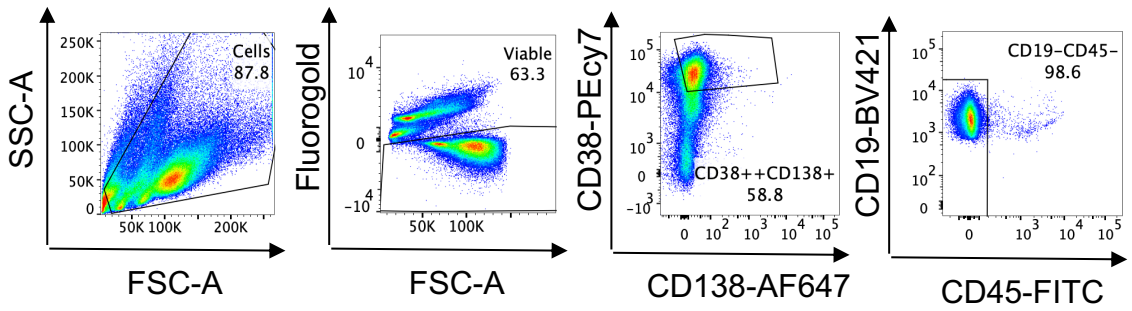 SSC-A
250K
200K
150K
100K
50K
0
Cells
87.8
50K 100K 200K
FSC-A
Fluorogold
10^4
0
-10^4
Viable
63.3
50K 100K
FSC-A
CD38-PEcy7
10^5
10^4
10^3
0
-10^3
CD38++CD138+
58.8
0 10^2 10^3 10^4 10^5
CD138-AF647
CD19-BV421
10^5
10^4
10^3
10^2
0
CD19-CD45-
98.6
0 10^3 10^4 10^5
CD45-FITC